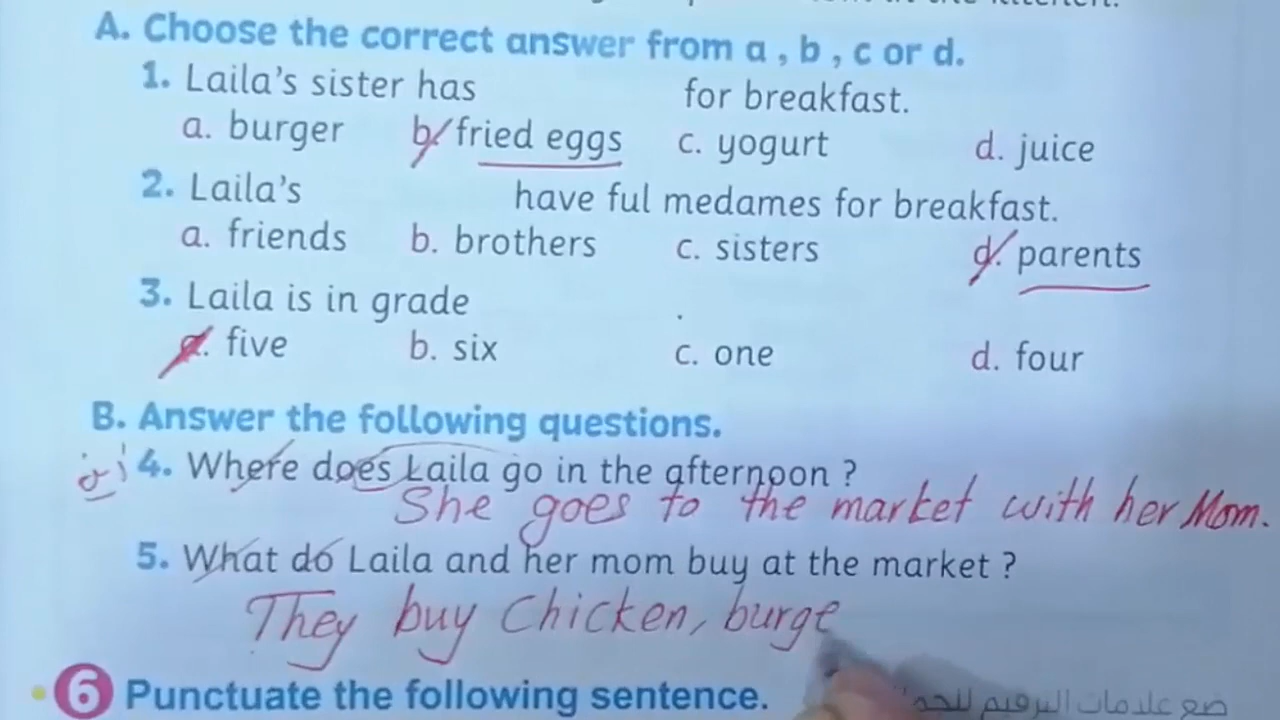 A. Choose the correct answer from a , b , c or d.
1. Laila's sister has for breakfast.
a. burger b. fried eggs c. yogurt d. juice
2. Laila's have ful medames for breakfast.
a. friends b. brothers c. sisters d. parents
3. Laila is in grade .
a. five b. six c. one d. four
B. Answer the following questions.
4. Where does Laila go in the afternoon ?
She goes to the market with her Mom.
5. What do Laila and her mom buy at the market ?
They buy Chicken, burge
6 Punctuate the following sentence.
ضع علامات الترقيم